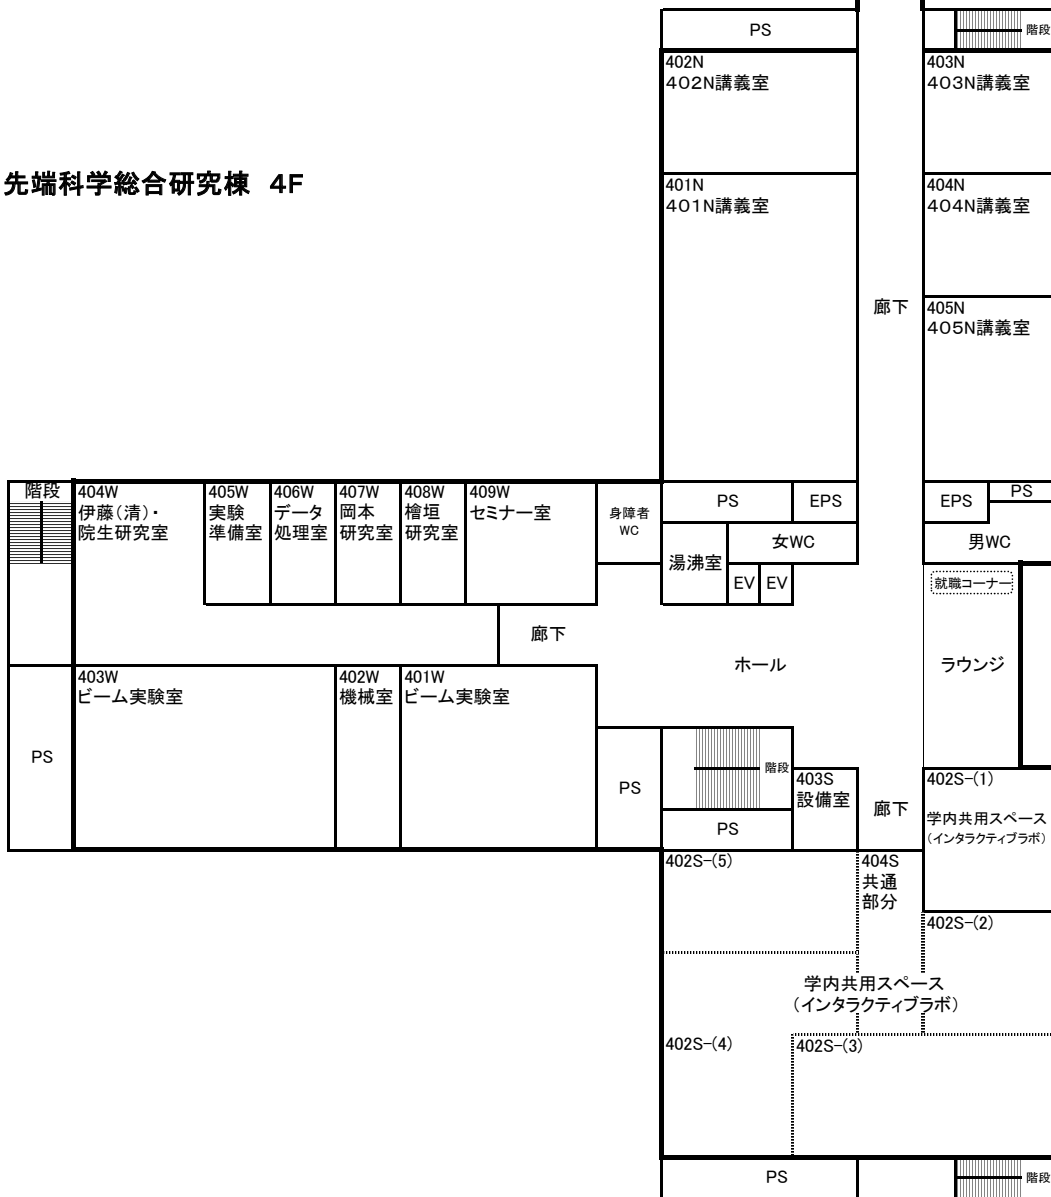 PS
階段
402N
402N講義室
403N
403N講義室
先端科学総合研究棟 4F
401N
401N講義室
404N
404N講義室
廊下
405N
405N講義室
階段
404W
伊藤(清)・
院生研究室
405W
実験
準備室
406W
データ
処理室
407W
岡本
研究室
408W
檜垣
研究室
409W
セミナー室
身障者
WC
PS
EPS
EPS
PS
女WC
男WC
湯沸室
EV
EV
就職コーナー
廊下
ホール
ラウンジ
403W
ビーム実験室
402W
機械室
401W
ビーム実験室
PS
PS
階段
403S
設備室
廊下
402S-(1)
学内共用スペース
(インタラクティブラボ)
PS
402S-(5)
404S
共通
部分
402S-(2)
学内共用スペース
(インタラクティブラボ)
402S-(4)
402S-(3)
PS
階段